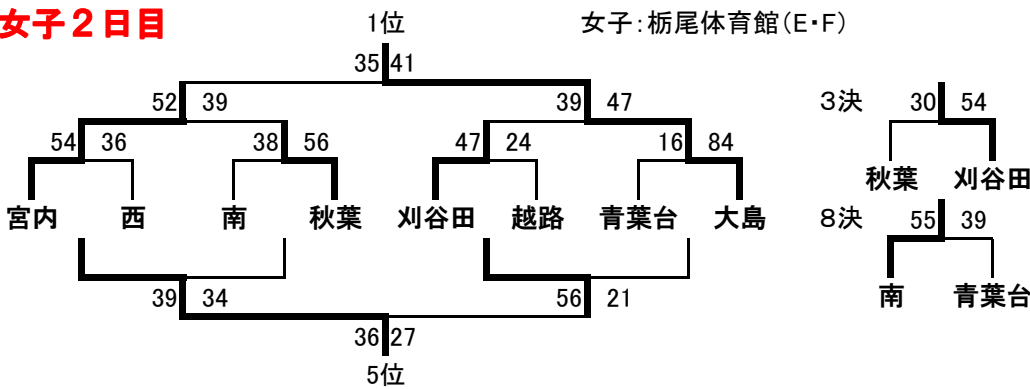 女子２日目
1位
女子：栃尾体育館（E・F）
35 41
52 39
39 47
3決 30 54
54 36
38 56
47 24
16 84
秋葉 刈谷田
宮内 西 南 秋葉 刈谷田 越路 青葉台 大島
8決 55 39
南 青葉台
39 34
56 21
36 27
5位